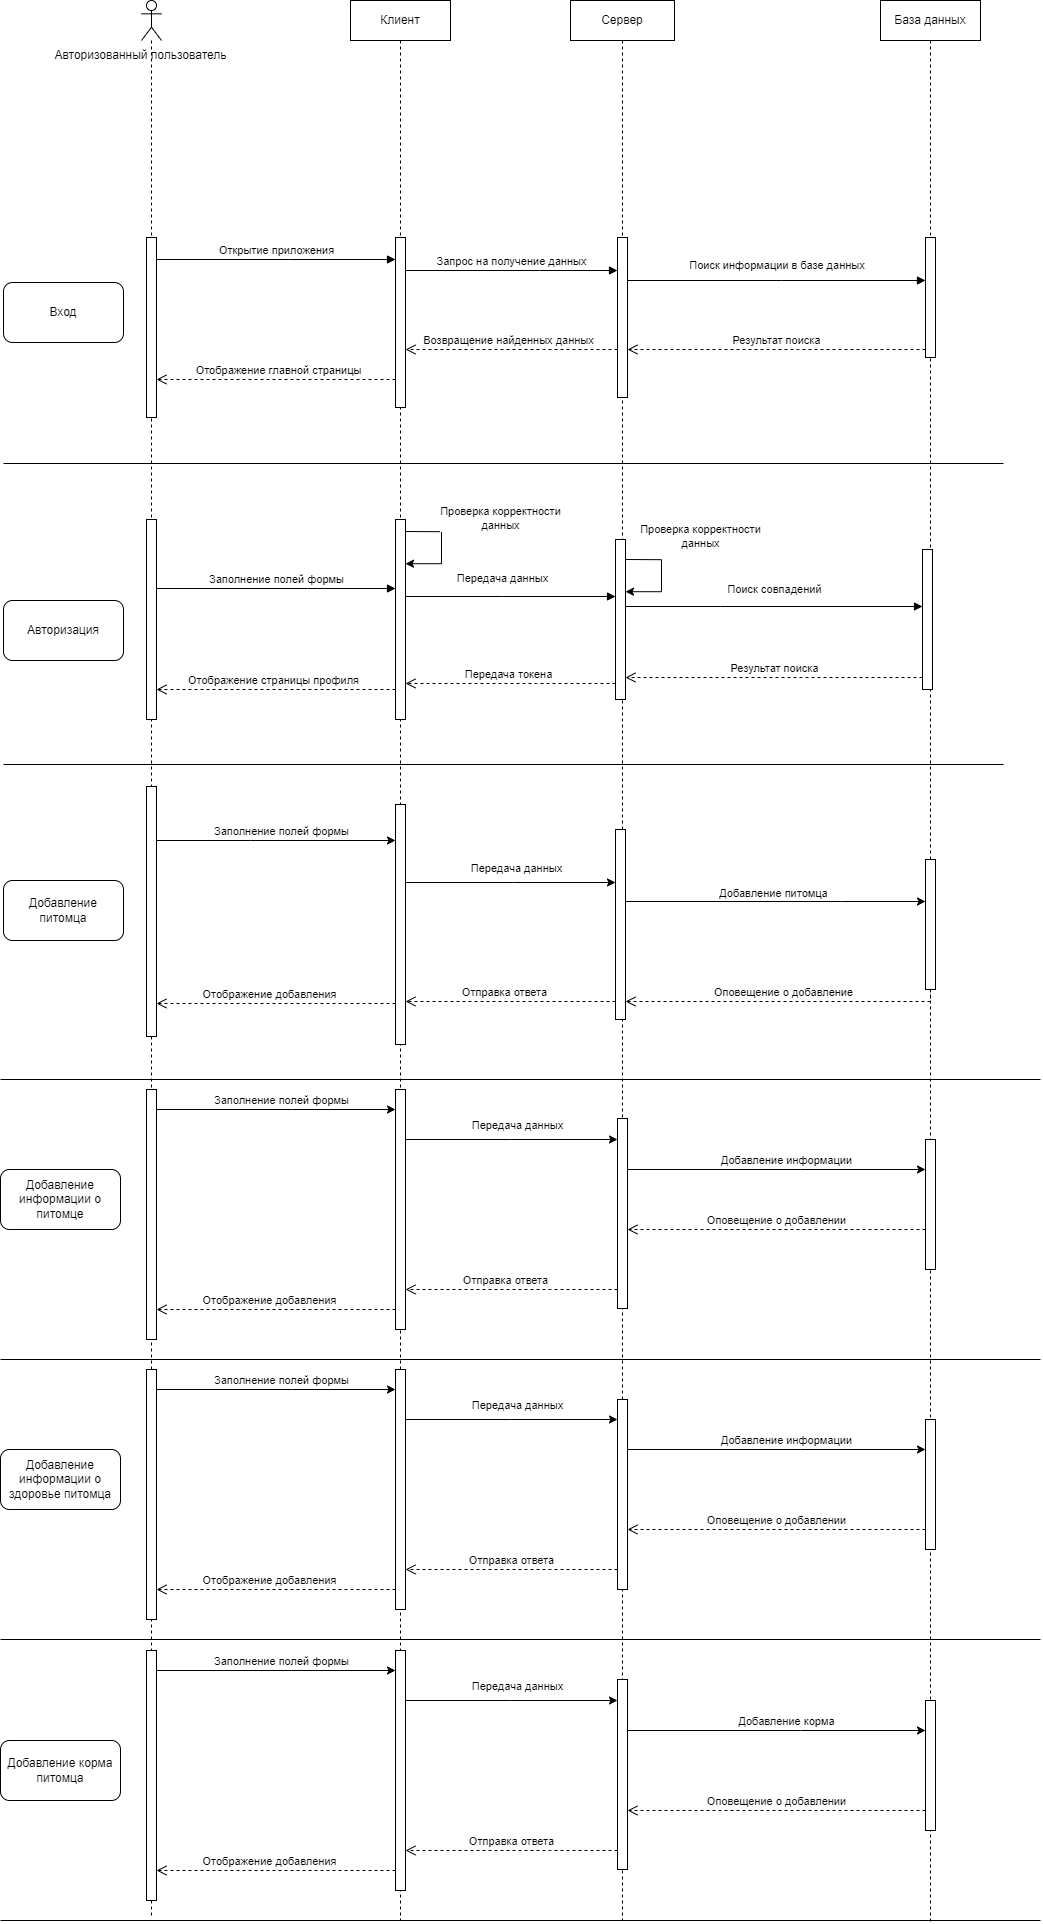 Клиент
Сервер
База данных
Авторизованный пользователь
Открытие приложения
Запрос на получение данных
Поиск информации в базе данных
Вход
Возвращение найденных данных
Результат поиска
Отображение главной страницы
Проверка корректности
данных
Проверка корректности
данных
Заполнение полей формы
Передача данных
Поиск совпадений
Авторизация
Отображение страницы профиля
Передача токена
Результат поиска
Заполнение полей формы
Передача данных
Добавление питомца
Добавление
питомца
Отображение добавления
Отправка ответа
Оповещение о добавление
Заполнение полей формы
Передача данных
Добавление информации
Добавление
информации о
питомце
Оповещение о добавлении
Отправка ответа
Отображение добавления
Заполнение полей формы
Передача данных
Добавление информации
Добавление
информации о
здоровье питомца
Оповещение о добавлении
Отправка ответа
Отображение добавления
Заполнение полей формы
Передача данных
Добавление корма
Добавление корма
питомца
Оповещение о добавлении
Отправка ответа
Отображение добавления